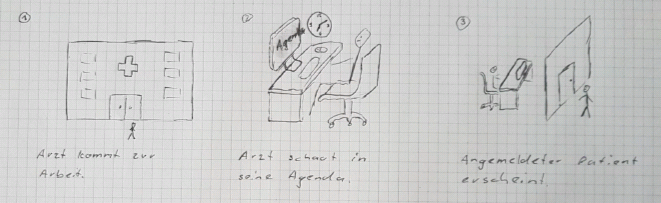 1
2
3
Agenda
Arzt kommt zur
Arbeit.
Arzt schaut in
seine Agenda.
Angemeldeter Patient
erscheint.